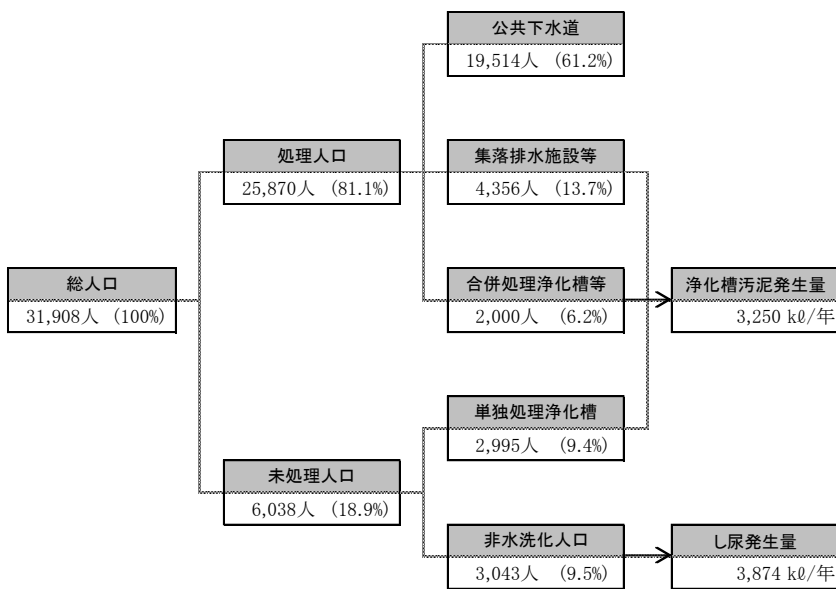 公共下水道
19,514人 (61.2%)
処理人口
25,870人 (81.1%)
集落排水施設等
4,356人 (13.7%)
総人口
31,908人 (100%)
合併処理浄化槽等
2,000人 (6.2%)
浄化槽汚泥発生量
3,250 kℓ/年
単独処理浄化槽
2,995人 (9.4%)
未処理人口
6,038人 (18.9%)
非水洗化人口
3,043人 (9.5%)
し尿発生量
3,874 kℓ/年